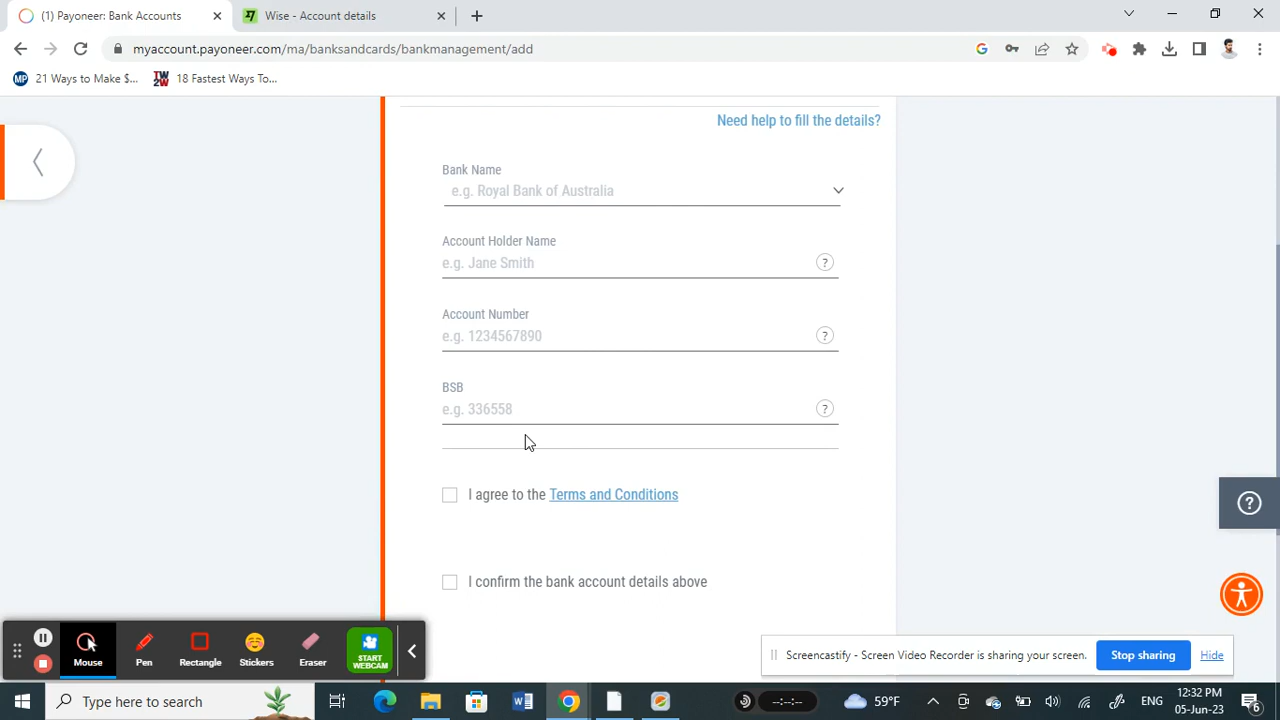 (1) Payoneer: Bank Accounts
Wise - Account details
myaccount.payoneer.com/ma/banksandcards/bankmanagement/add
MP 21 Ways to Make $...
TW 2W 18 Fastest Ways To...
Need help to fill the details?
Bank Name
e.g. Royal Bank of Australia
Account Holder Name
e.g. Jane Smith
?
Account Number
e.g. 1234567890
?
BSB
e.g. 336558
?
I agree to the Terms and Conditions
?
I confirm the bank account details above
Mouse
Pen
Rectangle
Stickers
Eraser
START
WEBCAM
Screencastify - Screen Video Recorder is sharing your screen.
Stop sharing
Hide
Type here to search
W
--:--:--
59°F
ENG
12:32 PM
05-Jun-23
6